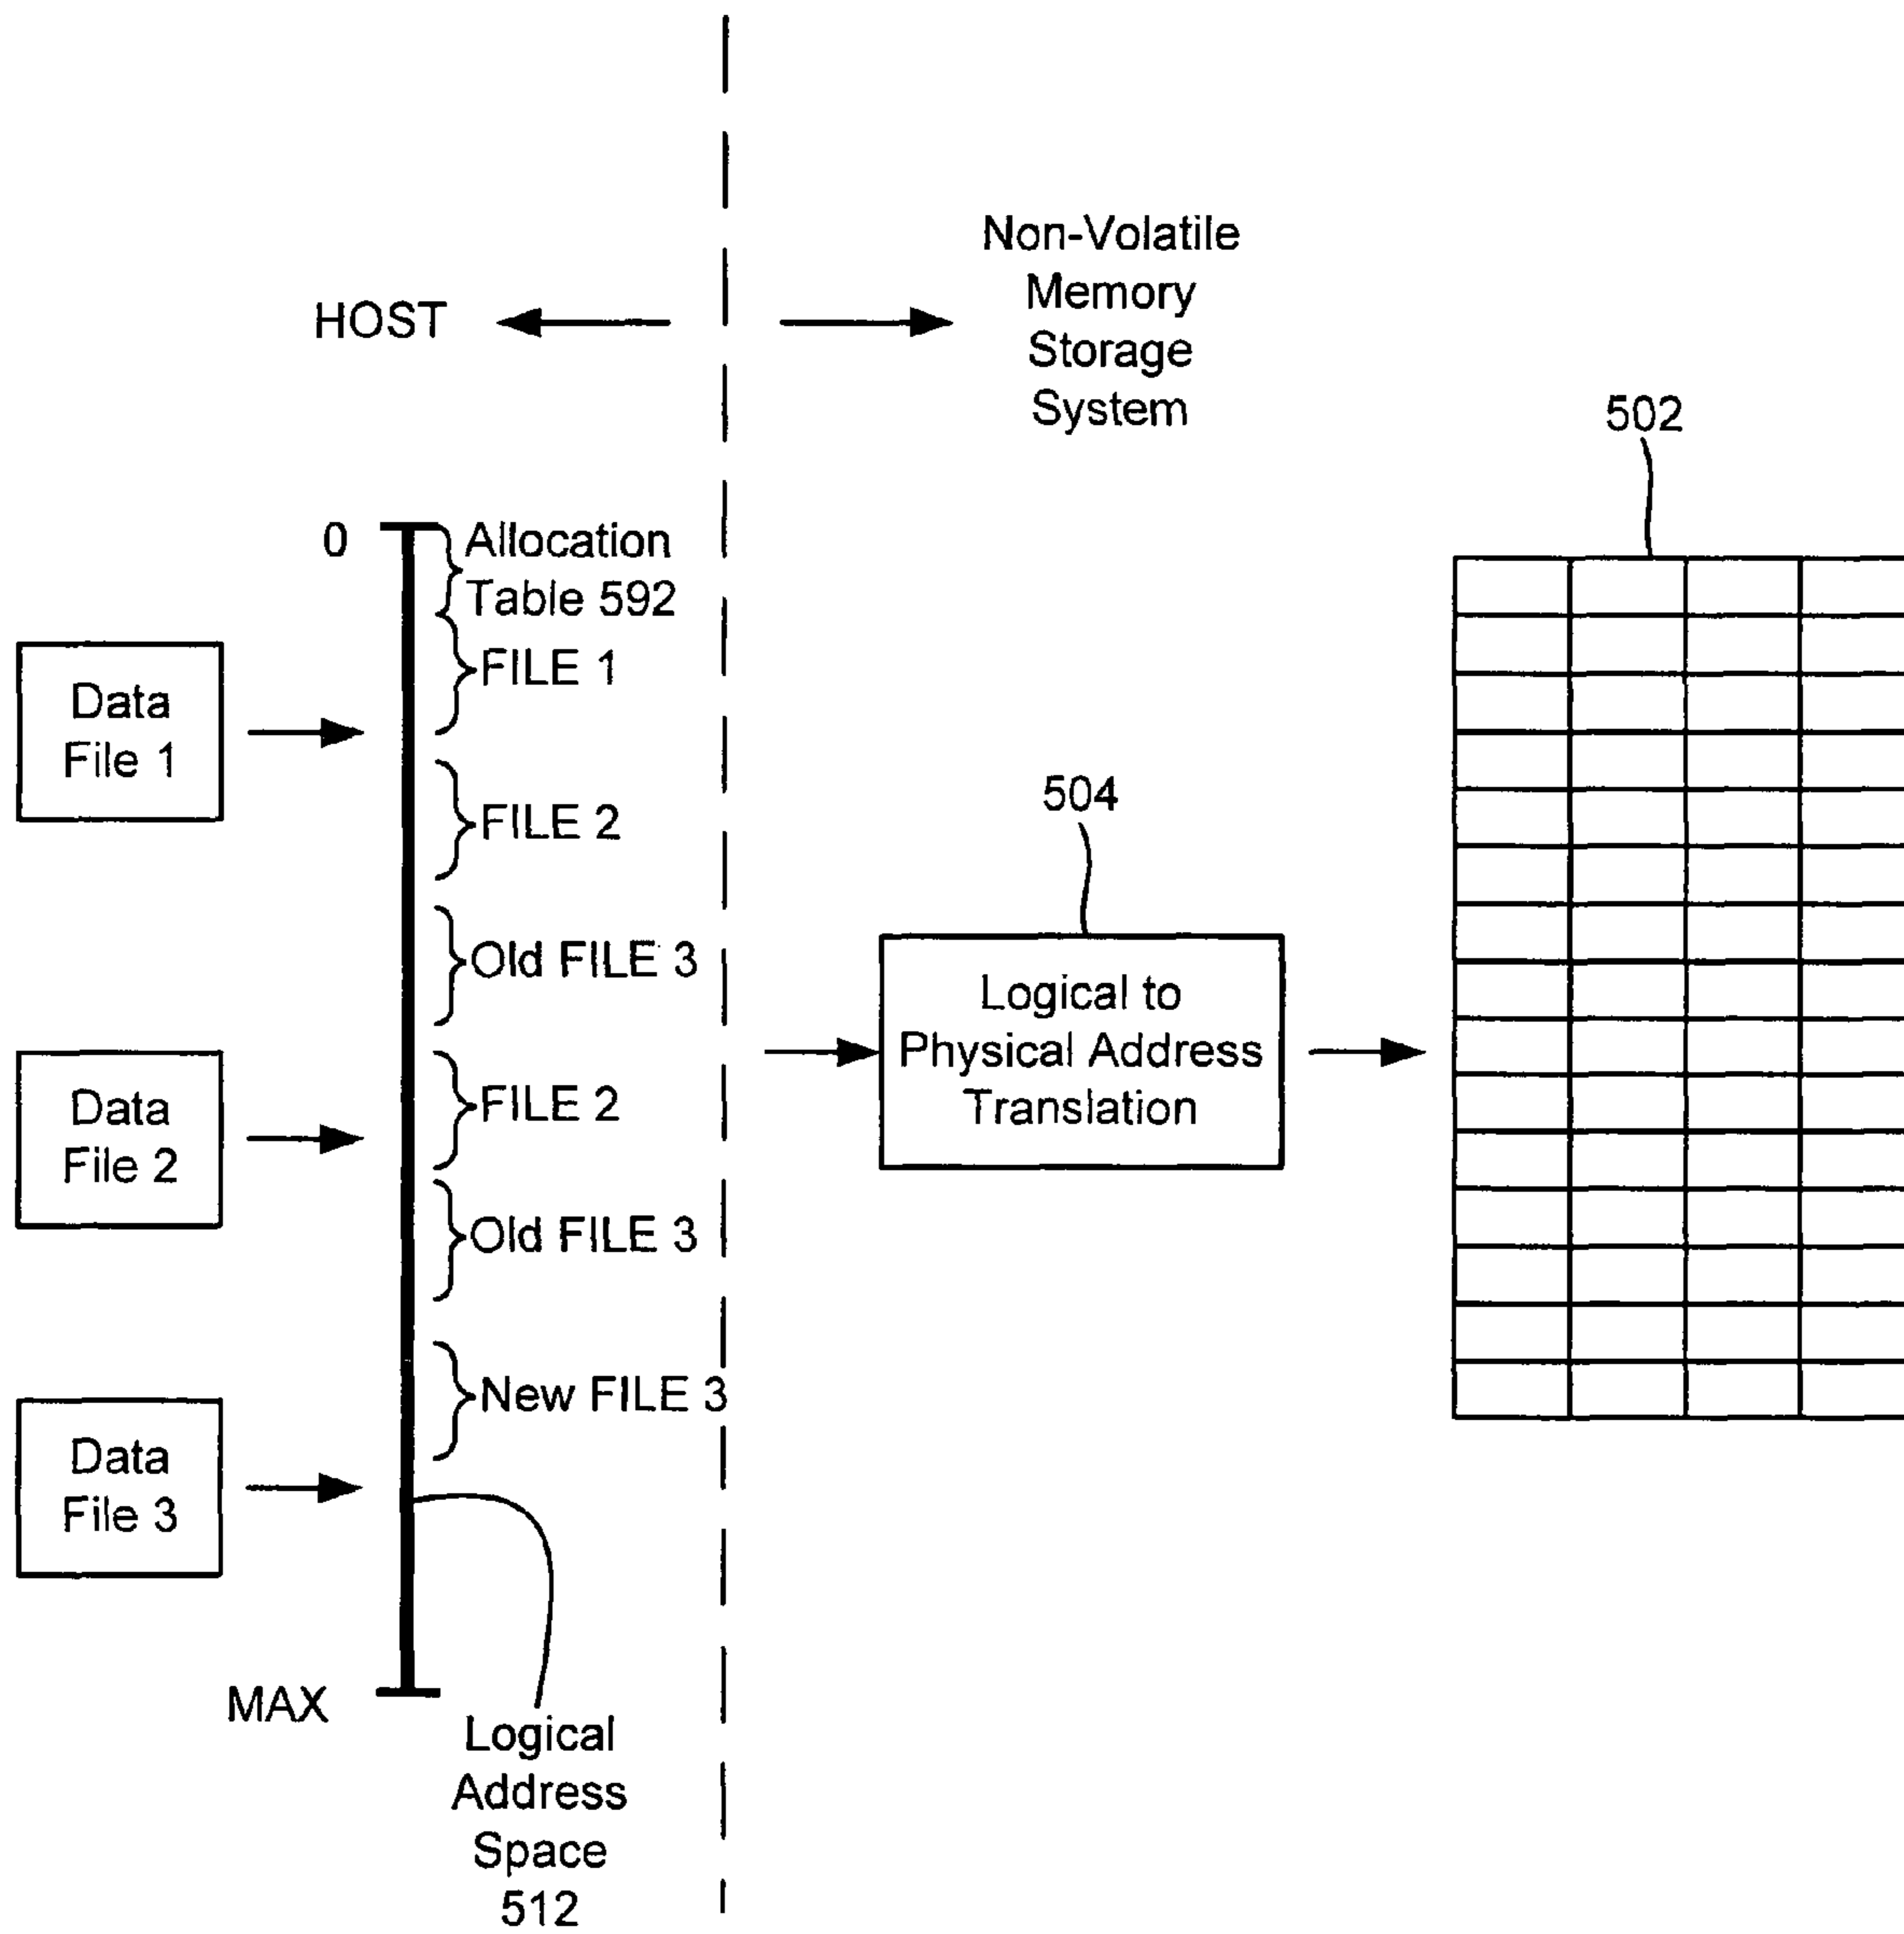 Non-Volatile
Memory
Storage
System
HOST
502
0
Allocation
Table 592
FILE 1
Data
File 1
FILE 2
504
Old FILE 3
Logical to
Physical Address
Translation
FILE 2
Data
File 2
Old FILE 3
New FILE 3
Data
File 3
MAX
Logical
Address
Space
512